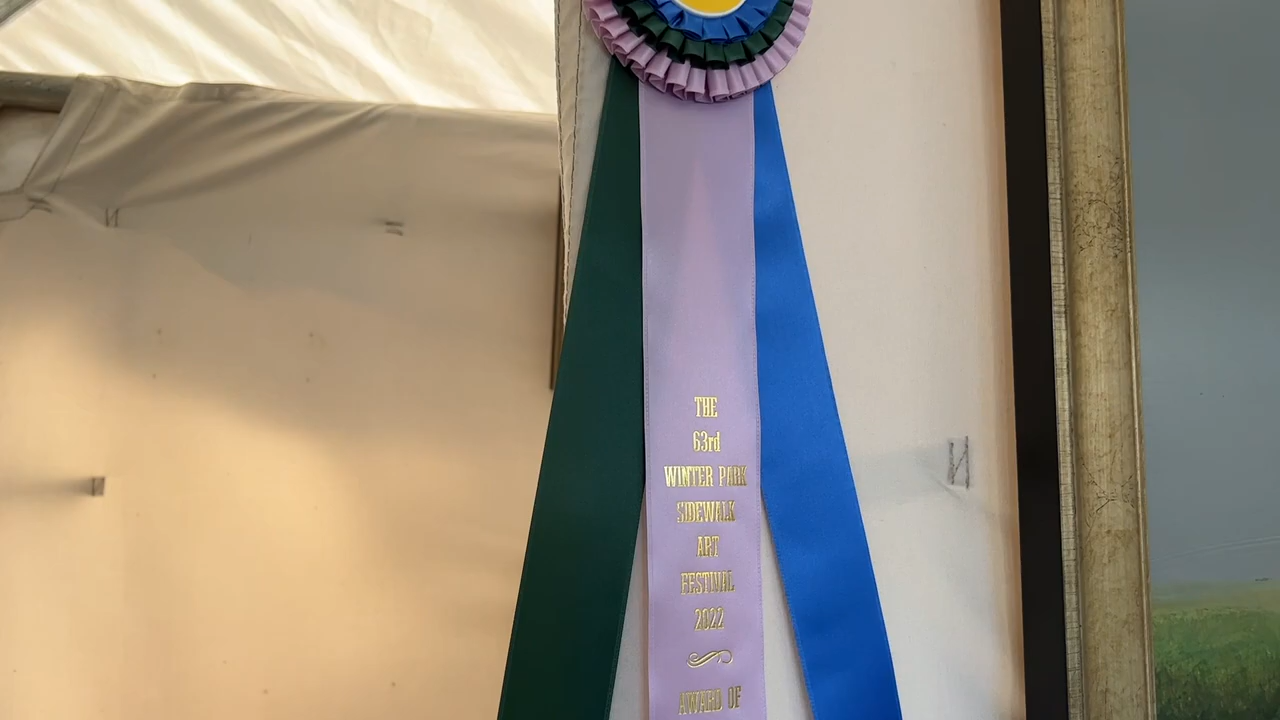 THE
63rd
WINTER PARK
SIDEWALK
ART
FESTIVAL
2022
AWARD OF